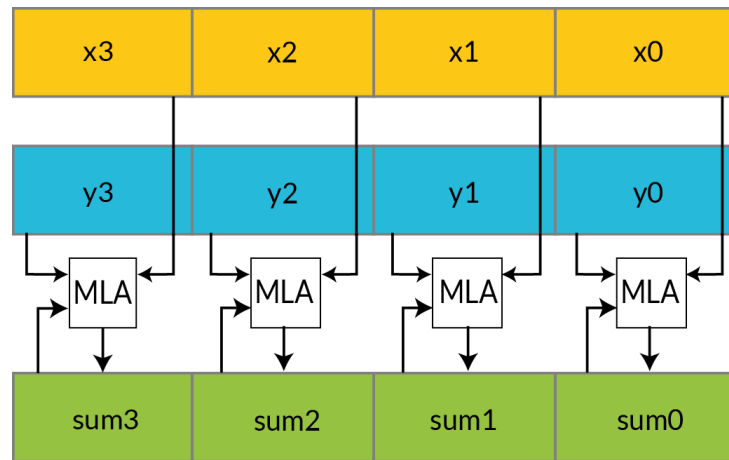 x3 x2 x1 x0
y3 y2 y1 y0
MLA MLA MLA MLA
sum3 sum2 sum1 sum0